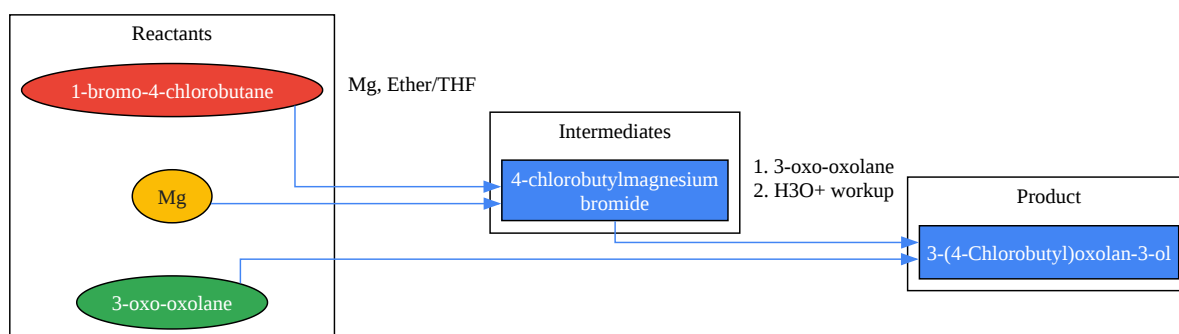 Reactants
1-bromo-4-chlorobutane
Mg
3-oxo-oxolane
Mg, Ether/THF
Intermediates
4-chlorobutylmagnesium
bromide
1. 3-oxo-oxolane
2. H3O+ workup
Product
3-(4-Chlorobutyl)oxolan-3-ol